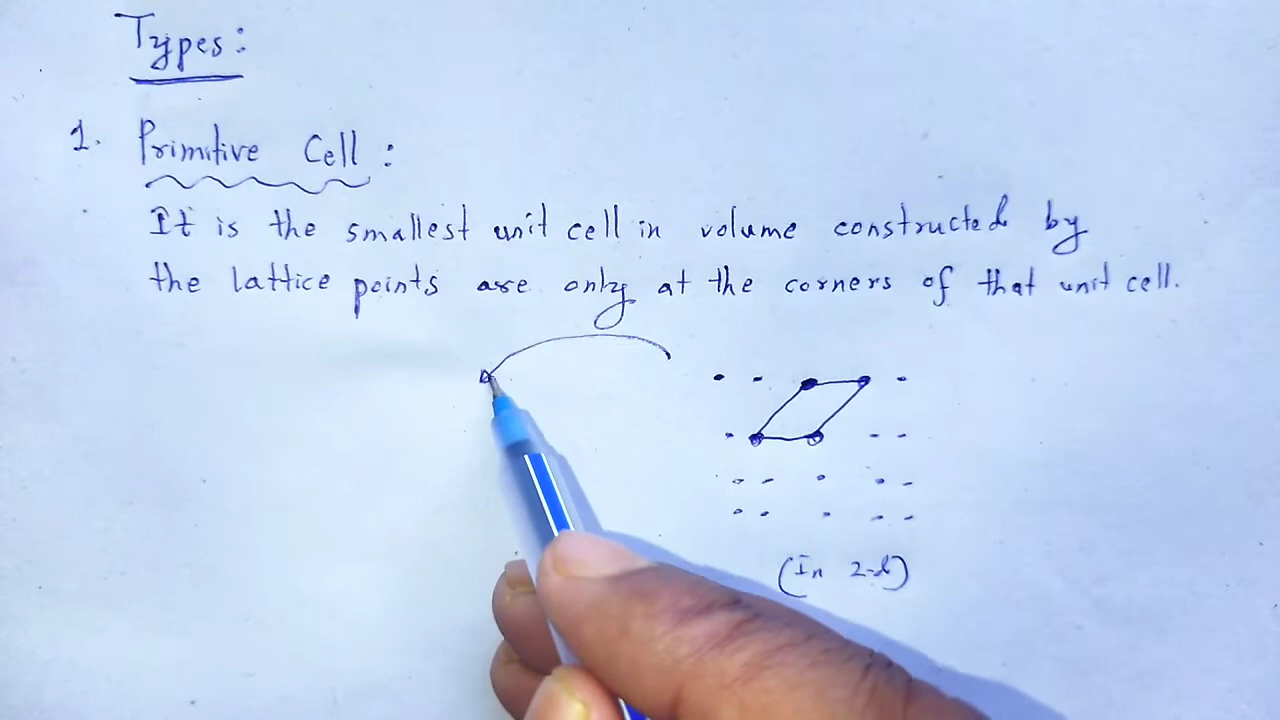 Types:
1. Primitive Cell:
It is the smallest unit cell in volume constructed by
the lattice points are only at the corners of that unit cell.
(In 2-d)